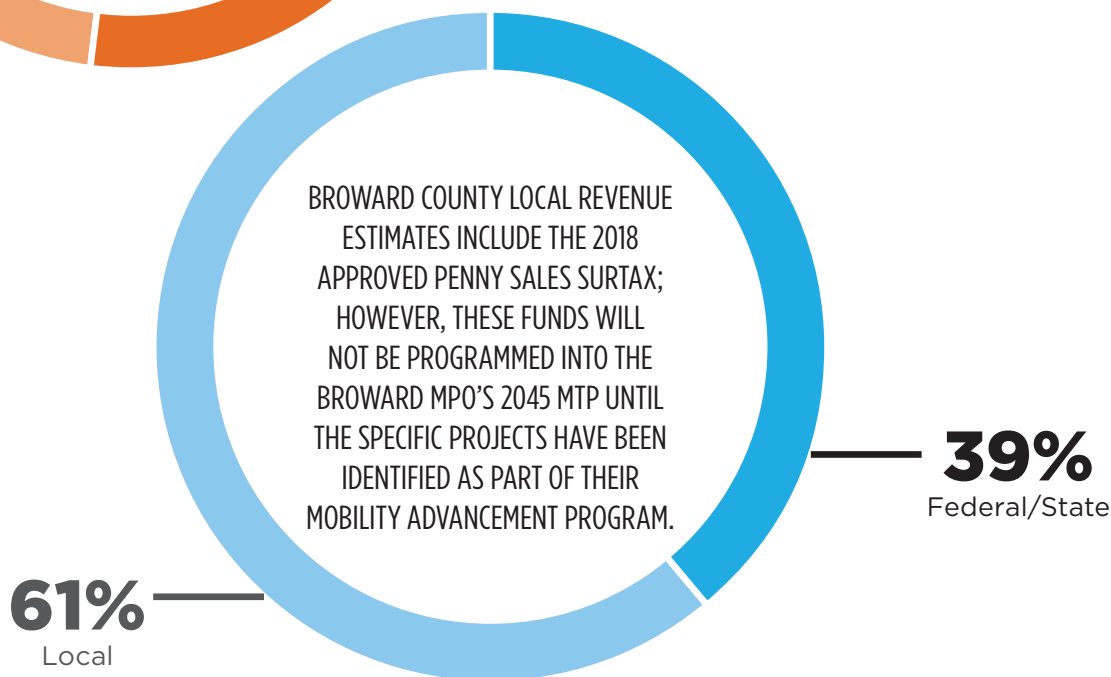 BROWARD COUNTY LOCAL REVENUE
ESTIMATES INCLUDE THE 2018
APPROVED PENNY SALES SURTAX;
HOWEVER, THESE FUNDS WILL
NOT BE PROGRAMMED INTO THE
BROWARD MPO'S 2045 MTP UNTIL
THE SPECIFIC PROJECTS HAVE BEEN
IDENTIFIED AS PART OF THEIR
MOBILITY ADVANCEMENT PROGRAM.
39%
Federal/State
61%
Local